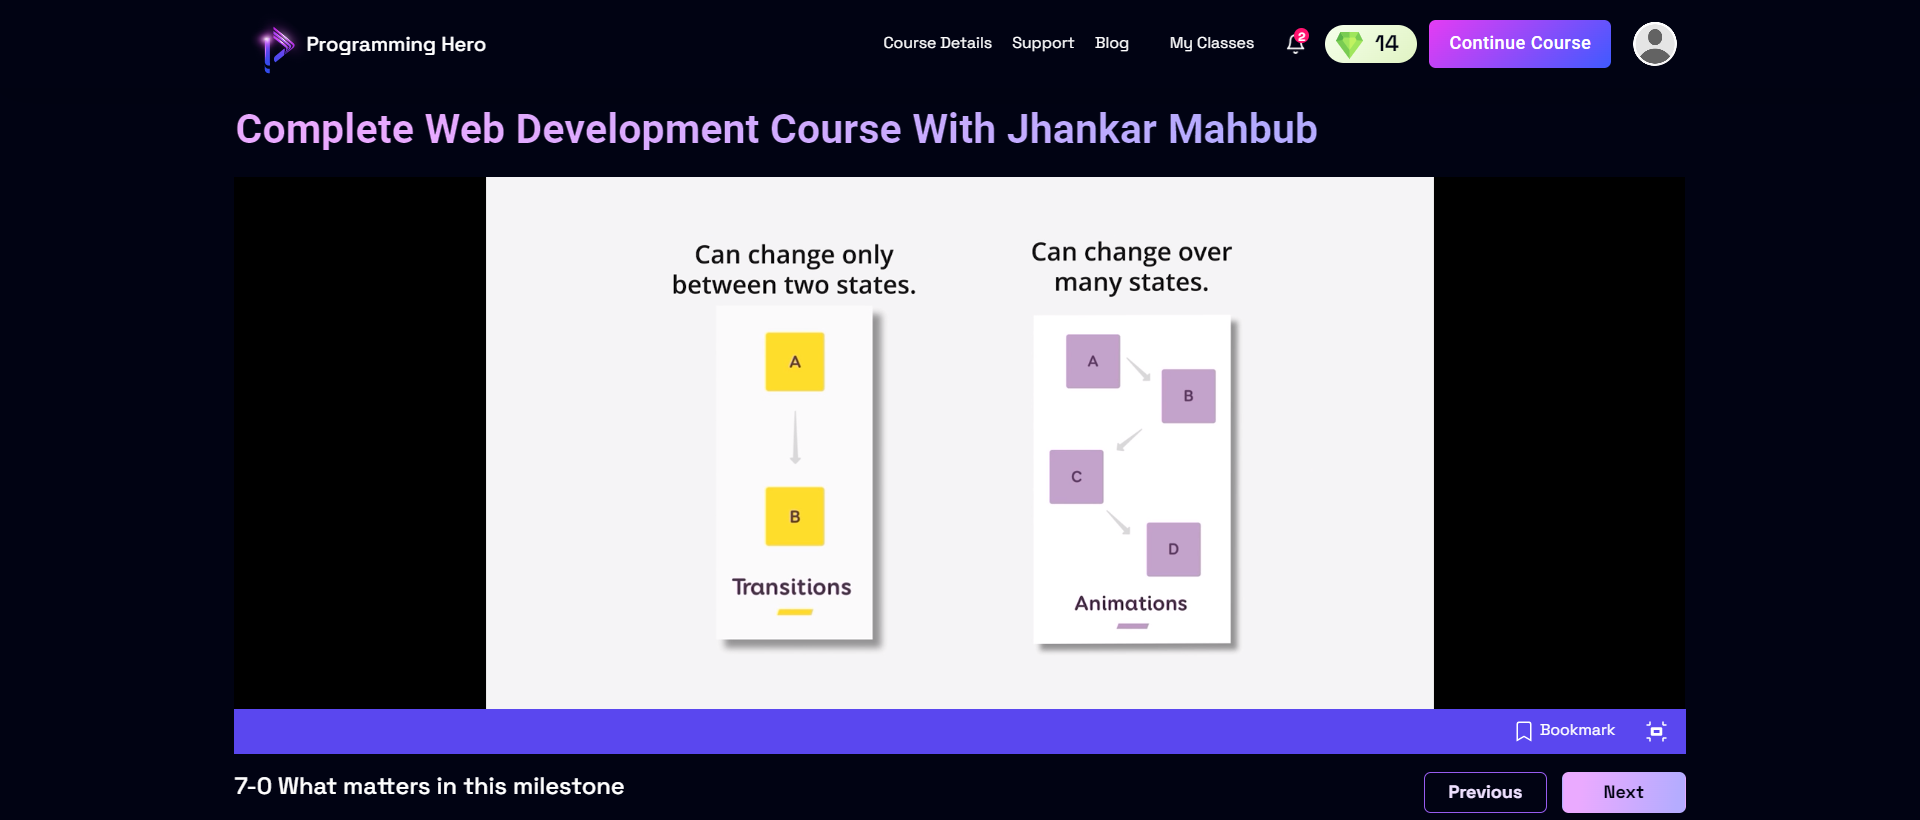 Programming Hero
Course Details
Support
Blog
My Classes
2
14
Continue Course
Complete Web Development Course With Jhankar Mahbub
Can change only
between two states.
A
B
Transitions
Can change over
many states.
A
B
C
D
Animations
Bookmark
7-0 What matters in this milestone
Previous
Next